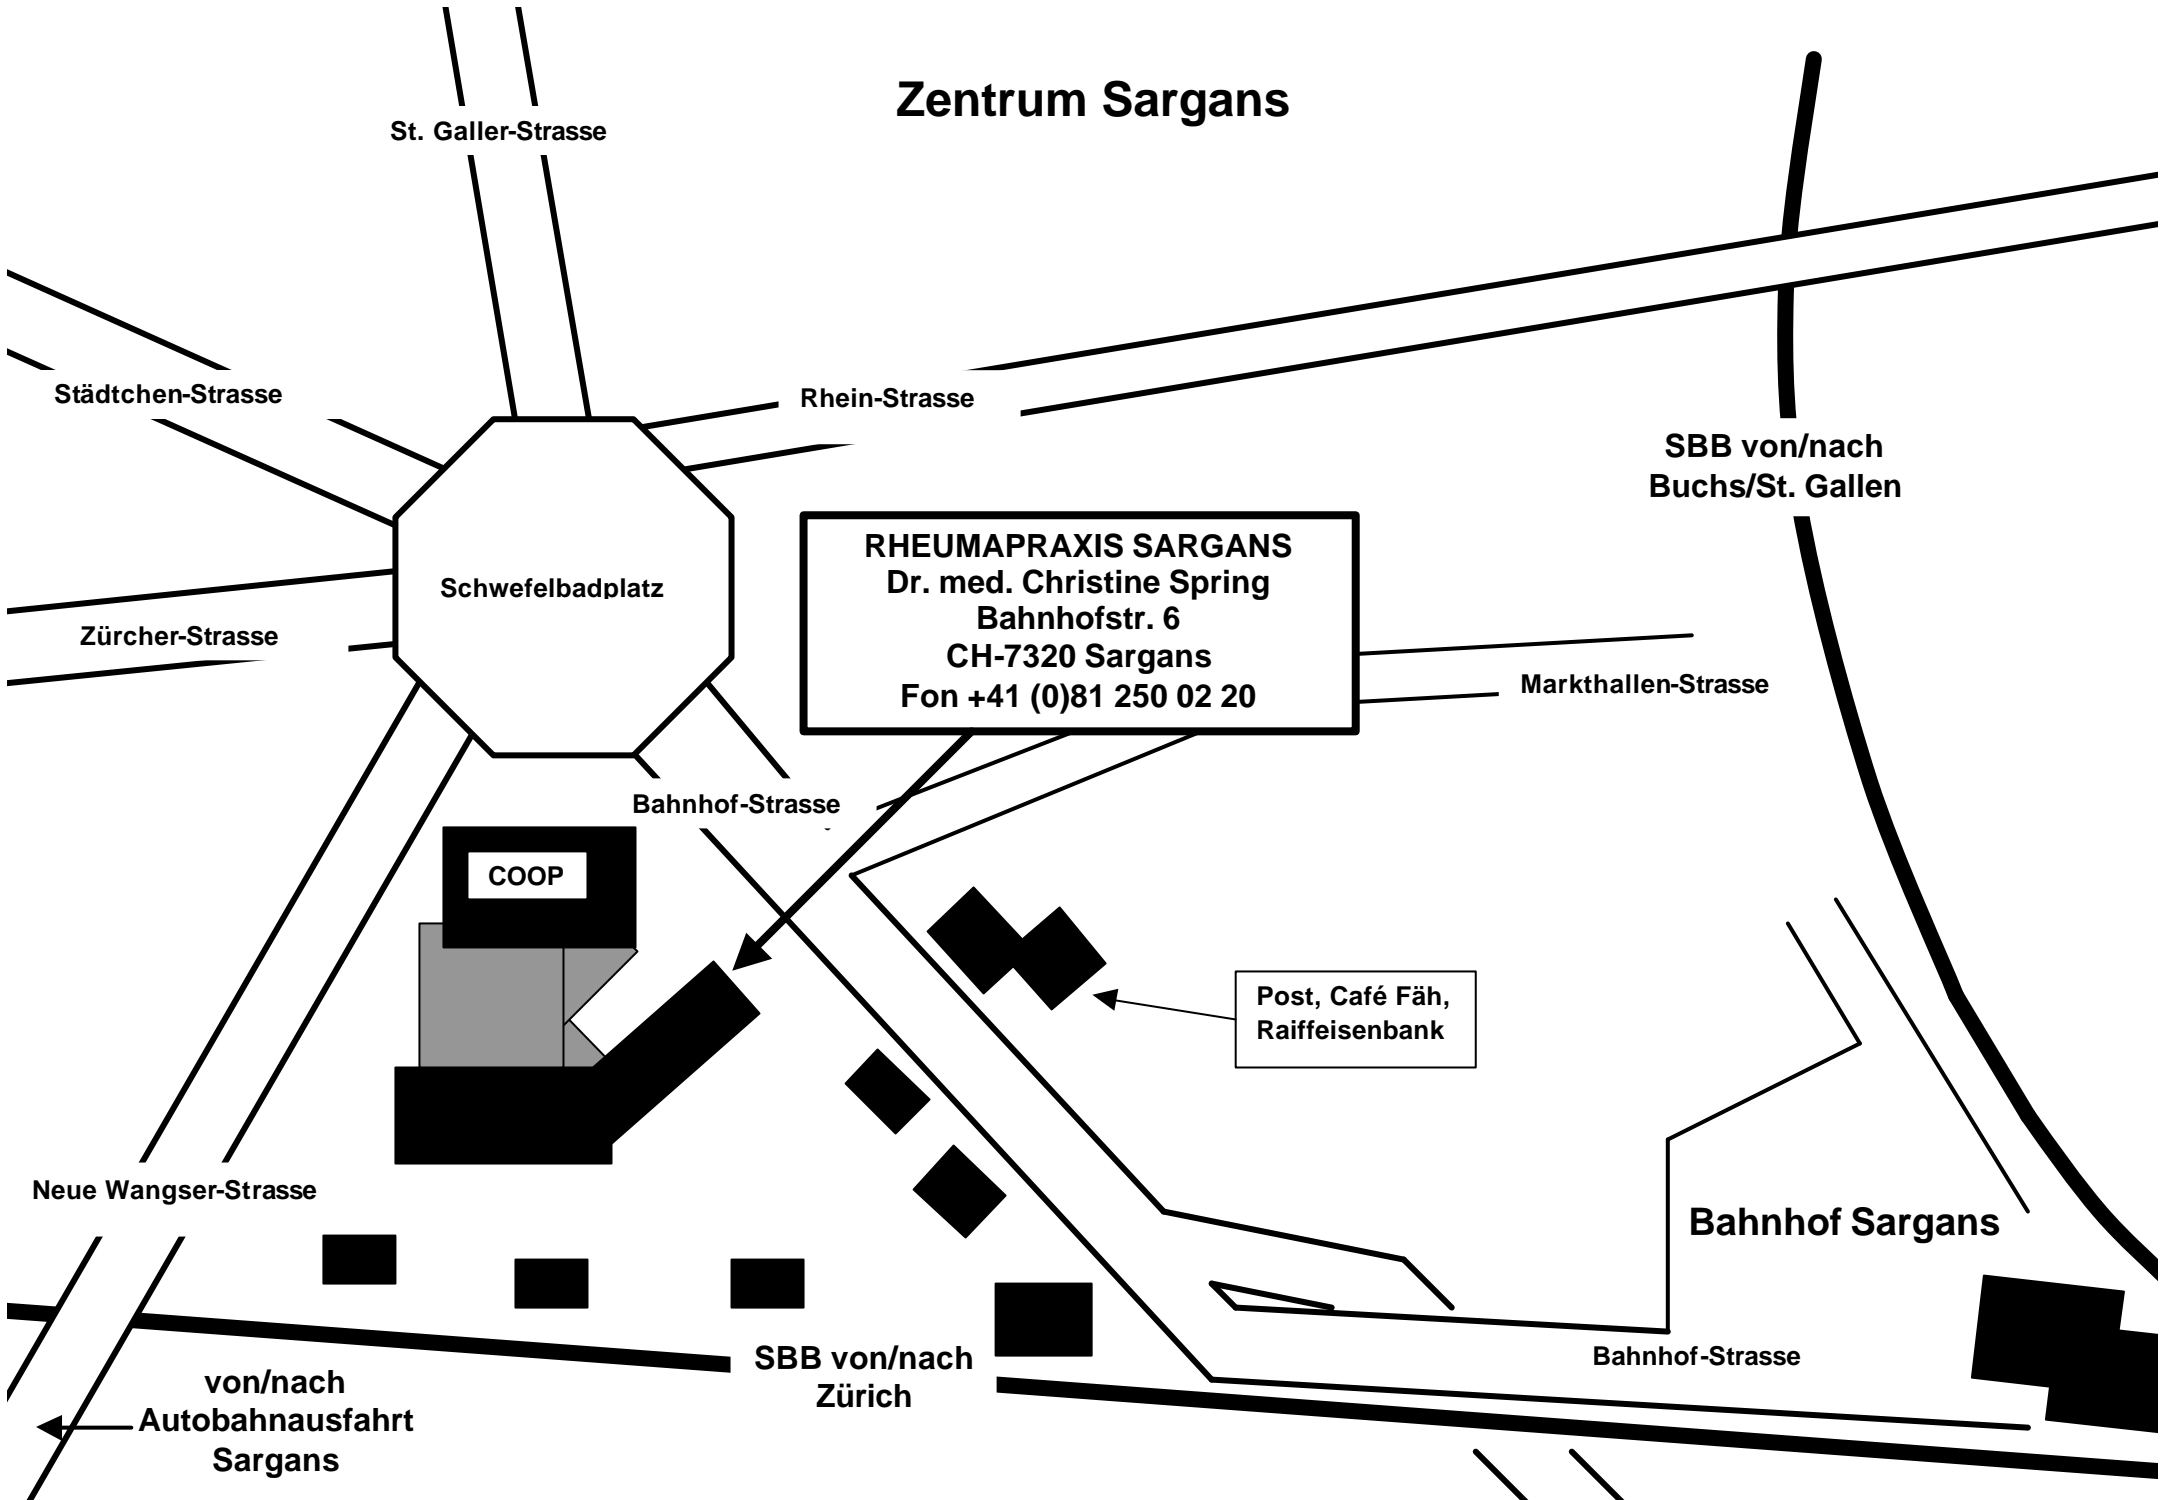 Zentrum Sargans
St. Galler-Strasse
Städtchen-Strasse
Rhein-Strasse
SBB von/nach
Buchs/St. Gallen
Schwefelbadplatz
RHEUMAPRAXIS SARGANS
Dr. med. Christine Spring
Bahnhofstr. 6
CH-7320 Sargans
Fon +41 (0)81 250 02 20
Zürcher-Strasse
Markthallen-Strasse
Bahnhof-Strasse
COOP
Post, Café Fäh,
Raiffeisenbank
Neue Wangser-Strasse
Bahnhof Sargans
SBB von/nach
Zürich
Bahnhof-Strasse
von/nach
Autobahnausfahrt
Sargans